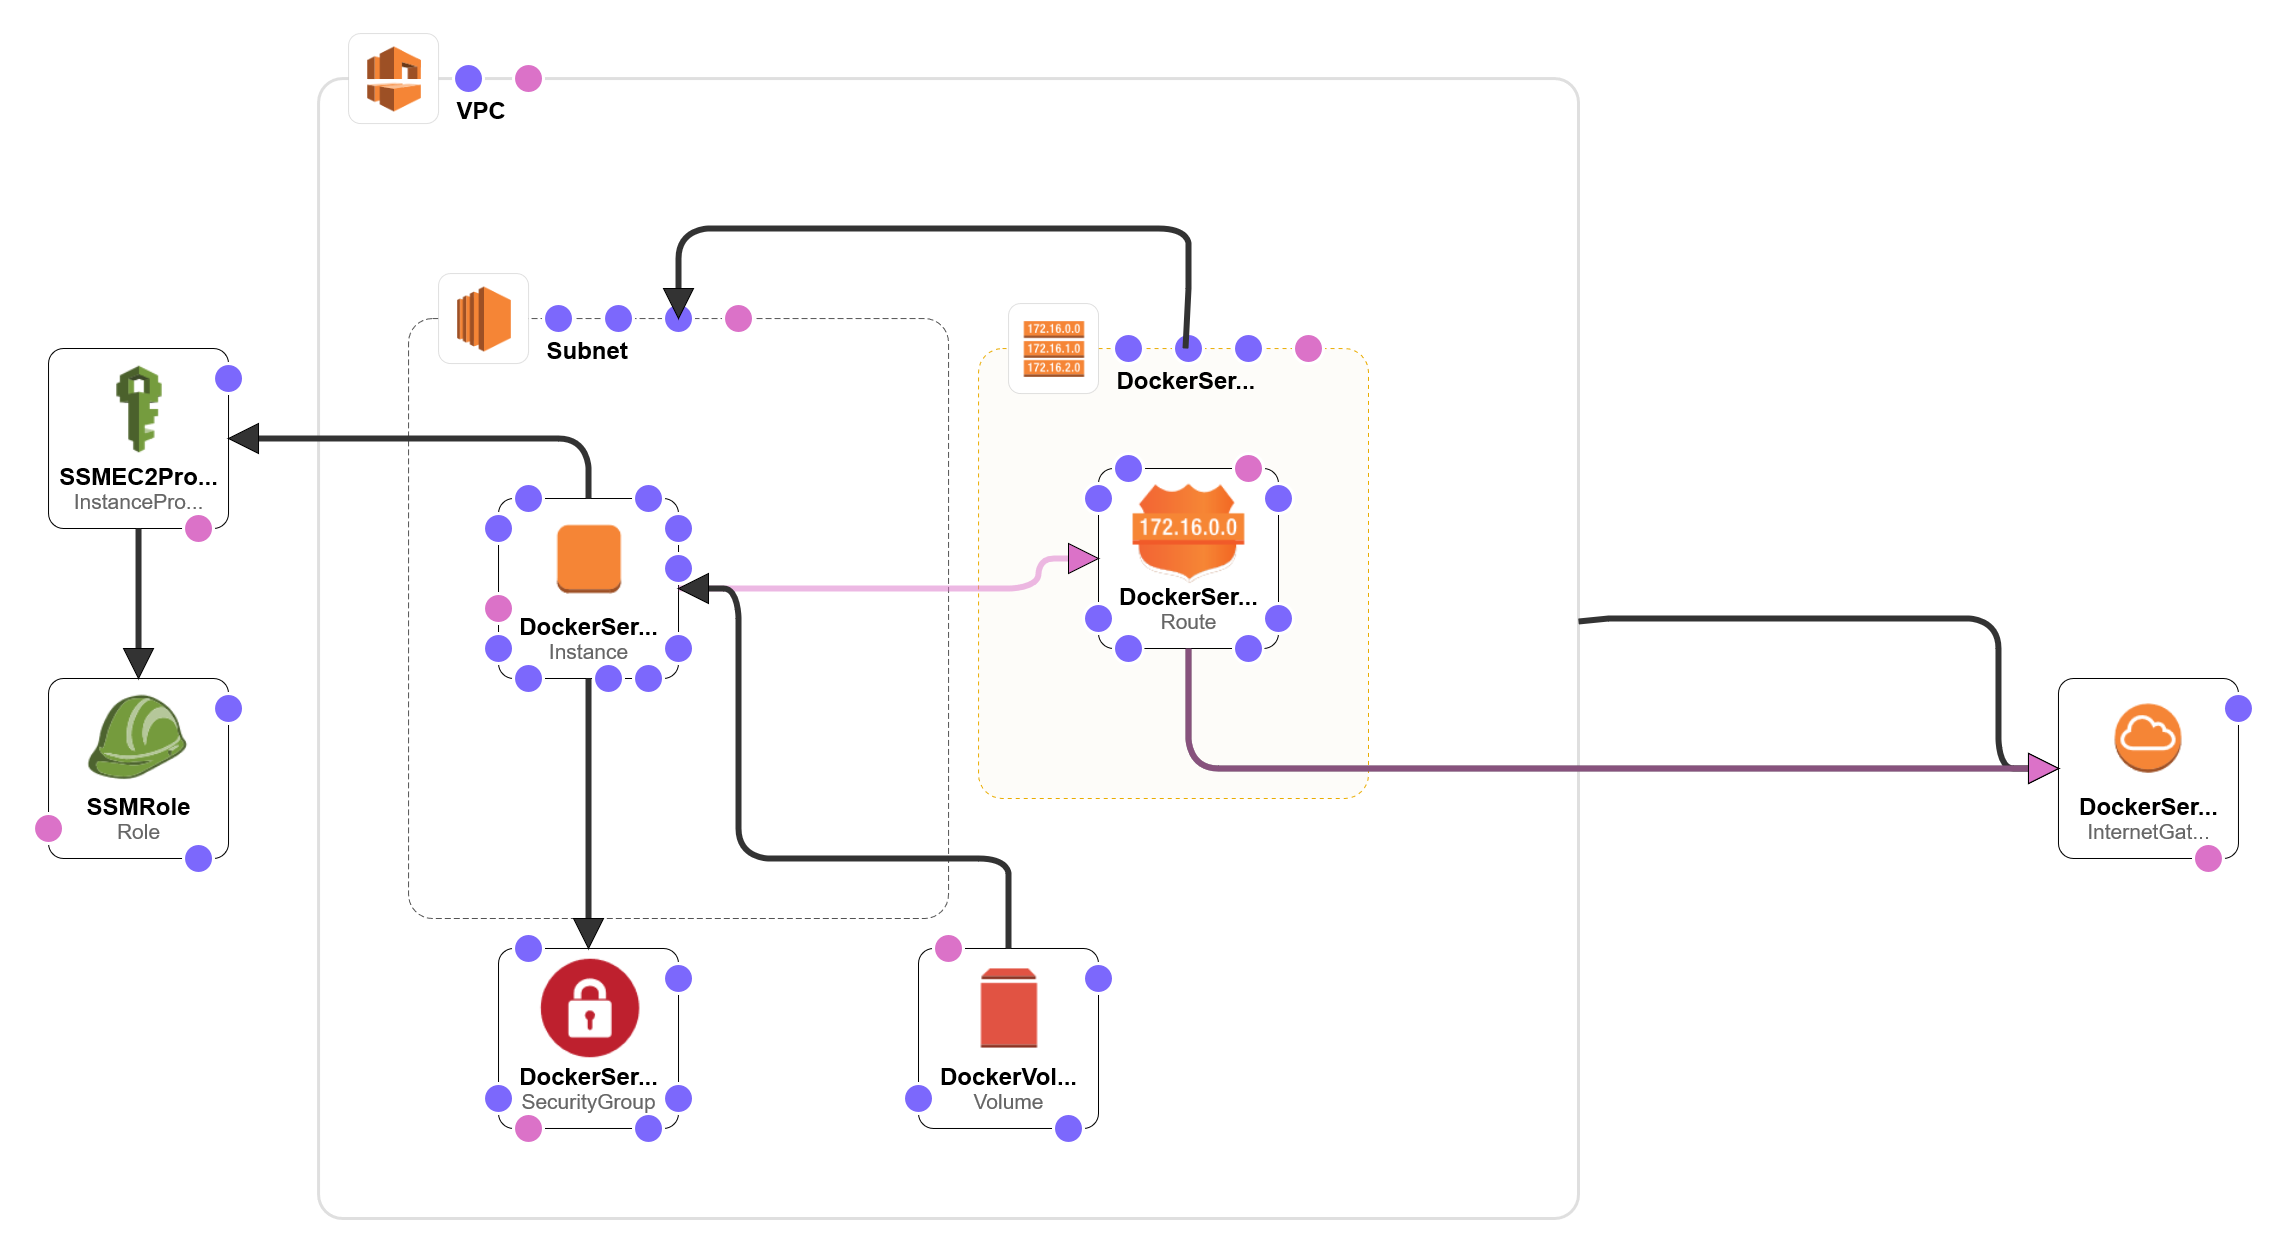 VPC
Subnet
172.16.0.0
172.16.1.0
172.16.2.0
DockerSer...
SSMEC2Pro...
InstancePro...
172.16.0.0
DockerSer...
Route
DockerSer...
Instance
SSMRole
Role
DockerSer...
InternetGat...
DockerSer...
SecurityGroup
DockerVol...
Volume